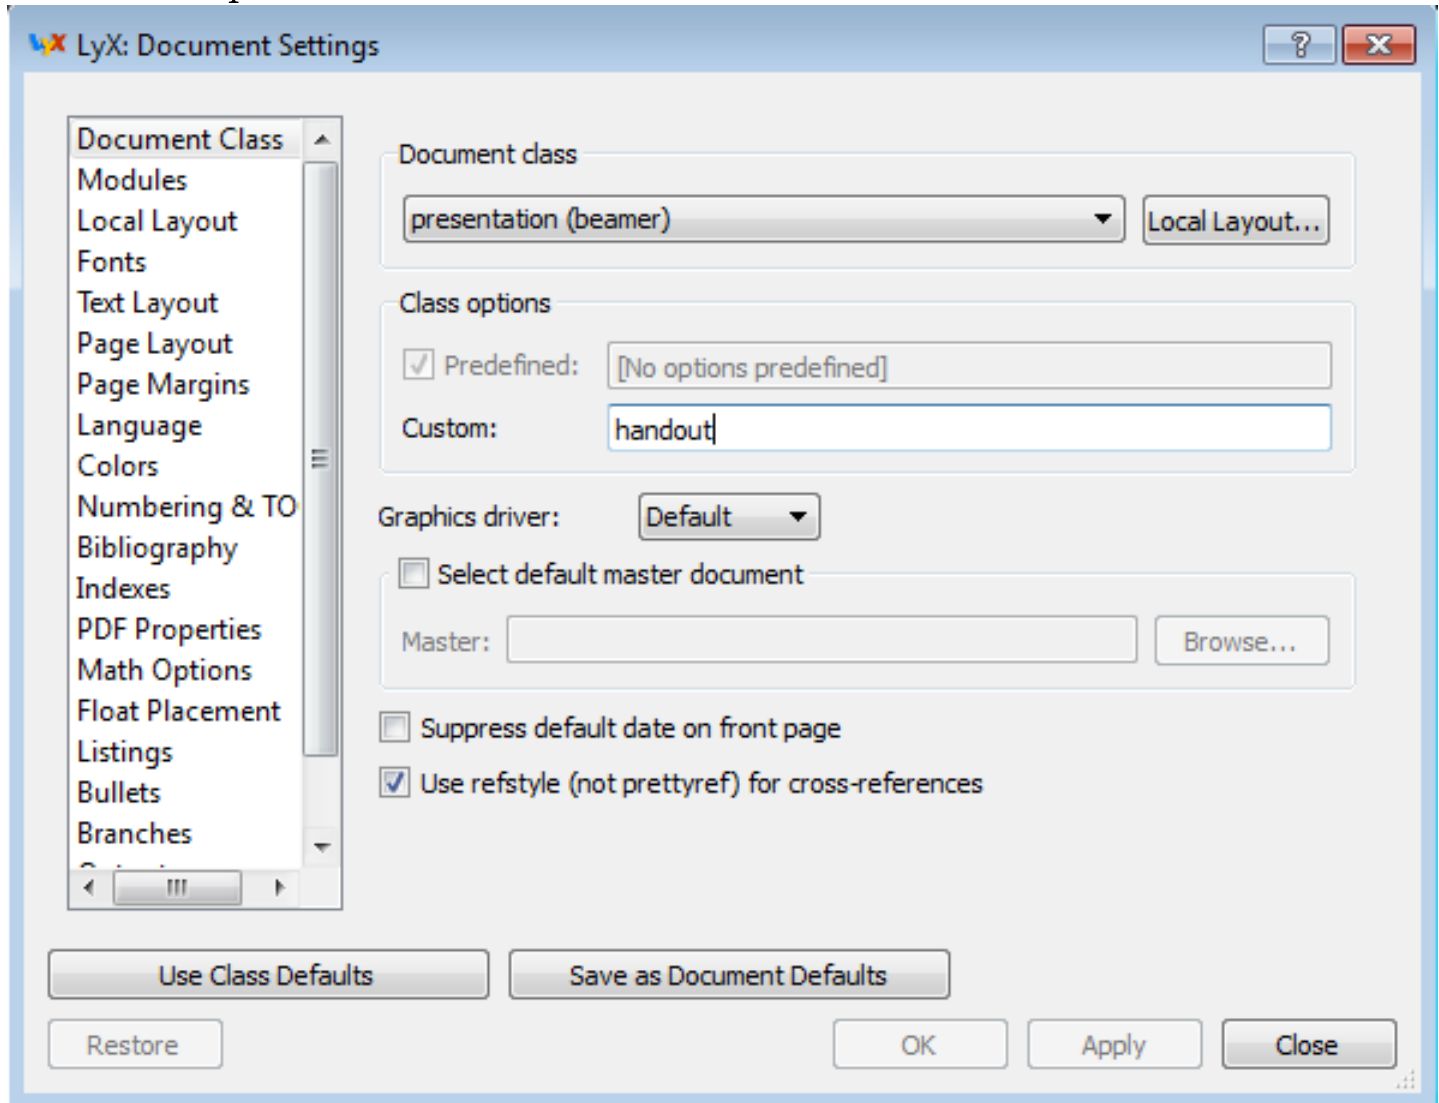 LyX: Document Settings
Document Class
Modules
Local Layout
Fonts
Text Layout
Page Layout
Page Margins
Language
Colors
Numbering & TO
Bibliography
Indexes
PDF Properties
Math Options
Float Placement
Listings
Bullets
Branches
Document class
presentation (beamer)
Local Layout...
Class options
Predefined:
[No options predefined]
Custom:
handout
Graphics driver:
Default
Select default master document
Master:
Browse...
Suppress default date on front page
Use refstyle (not prettyref) for cross-references
Use Class Defaults
Save as Document Defaults
Restore
OK
Apply
Close